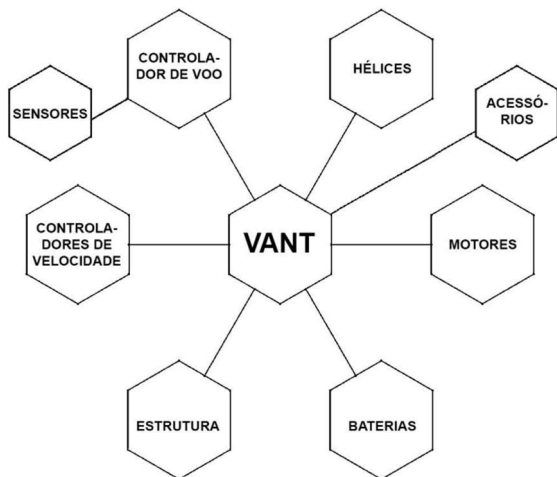 CONTROLA-
DOR DE VOO
HÉLICES
SENSORES
ACESSÓ-
RIOS
CONTROLA-
DORES DE
VELOCIDADE
VANT
MOTORES
ESTRUTURA
BATERIAS